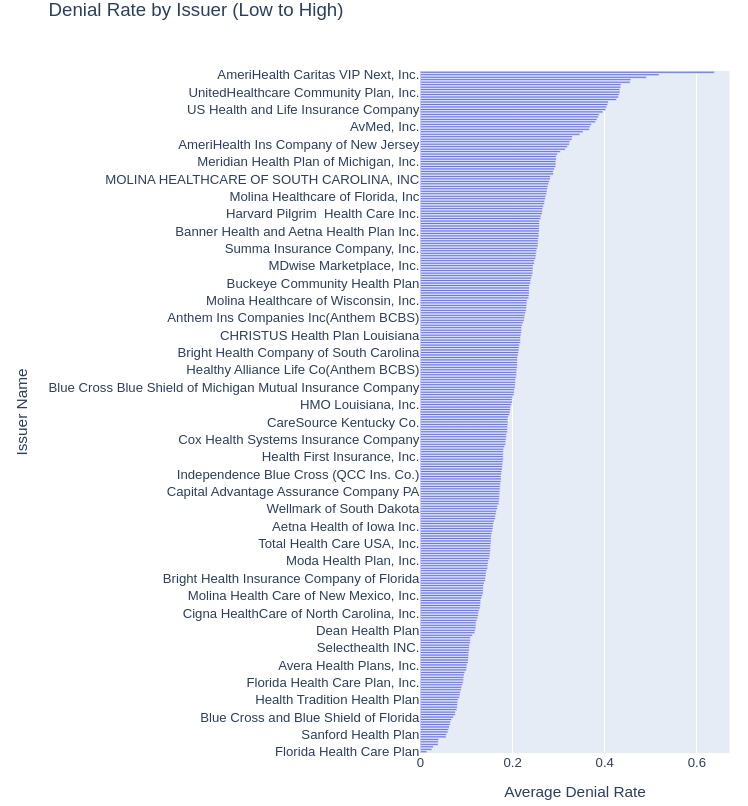 Denial Rate by Issuer (Low to High)
AmeriHealth Caritas VIP Next, Inc.
UnitedHealthcare Community Plan, Inc.
US Health and Life Insurance Company
AvMed, Inc.
AmeriHealth Ins Company of New Jersey
Meridian Health Plan of Michigan, Inc.
MOLINA HEALTHCARE OF SOUTH CAROLINA, INC
Molina Healthcare of Florida, Inc
Harvard Pilgrim  Health Care Inc.
Banner Health and Aetna Health Plan Inc.
Summa Insurance Company, Inc.
MDwise Marketplace, Inc.
Buckeye Community Health Plan
Molina Healthcare of Wisconsin, Inc.
Anthem Ins Companies Inc(Anthem BCBS)
CHRISTUS Health Plan Louisiana
Bright Health Company of South Carolina
Healthy Alliance Life Co(Anthem BCBS)
Blue Cross Blue Shield of Michigan Mutual Insurance Company
HMO Louisiana, Inc.
CareSource Kentucky Co.
Cox Health Systems Insurance Company
Health First Insurance, Inc.
Independence Blue Cross (QCC Ins. Co.)
Capital Advantage Assurance Company PA
Wellmark of South Dakota
Aetna Health of Iowa Inc.
Total Health Care USA, Inc.
Moda Health Plan, Inc.
Bright Health Insurance Company of Florida
Molina Health Care of New Mexico, Inc.
Cigna HealthCare of North Carolina, Inc.
Dean Health Plan
Selecthealth INC.
Avera Health Plans, Inc.
Florida Health Care Plan, Inc.
Health Tradition Health Plan
Blue Cross and Blue Shield of Florida
Sanford Health Plan
Florida Health Care Plan
Issuer Name
0 0.2 0.4 0.6
Average Denial Rate